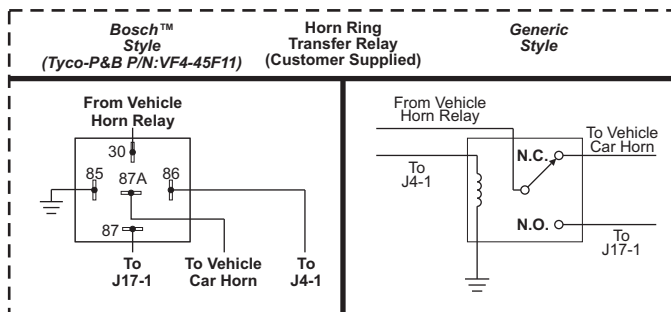 Bosch™
Style
(Tyco-P&B P/N:VF4-45F11)
Horn Ring
Transfer Relay
(Customer Supplied)
Generic
Style
From Vehicle
Horn Relay
30
85
87A
86
87
To
J17-1
To Vehicle
Car Horn
To
J4-1
From Vehicle
Horn Relay
To
J4-1
N.C.
To Vehicle
Car Horn
N.O.
To
J17-1